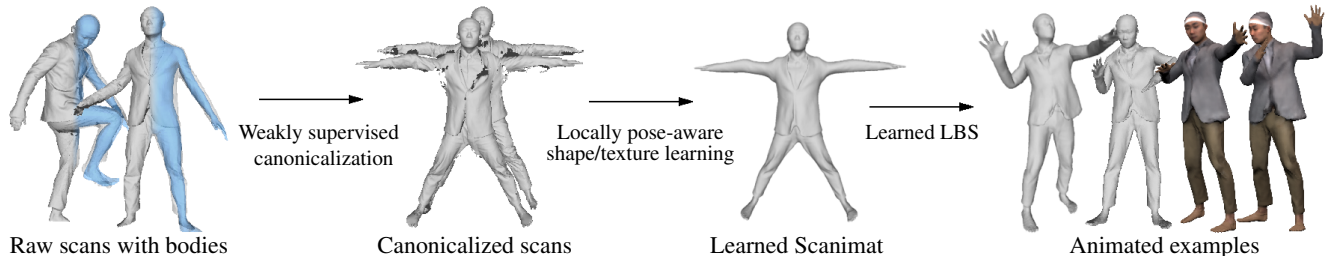 Weakly supervised
canonicalization
Locally pose-aware
shape/texture learning
Learned LBS
Raw scans with bodies
Canonicalized scans
Learned Scanimat
Animated examples